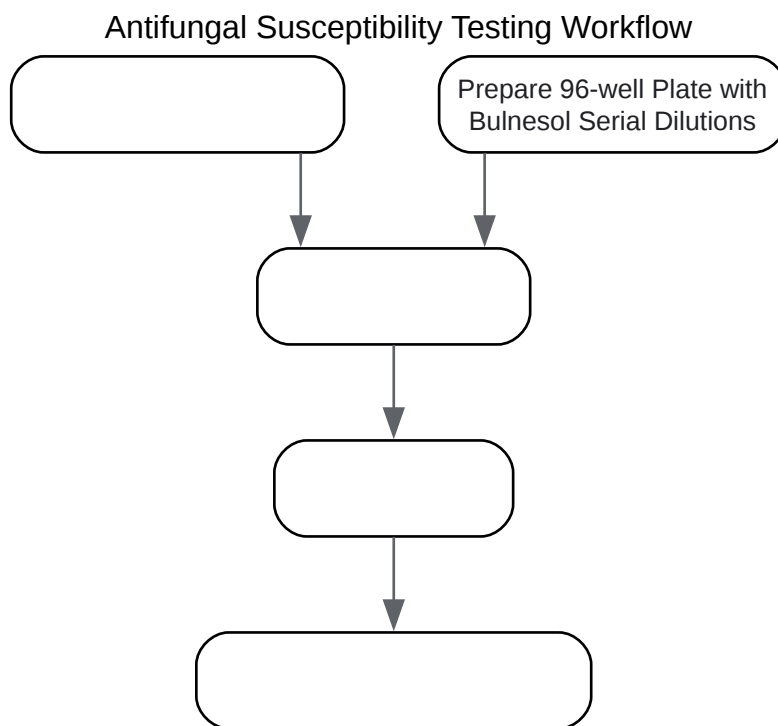 Antifungal Susceptibility Testing Workflow
Prepare 96-well Plate with
Bulnesol Serial Dilutions